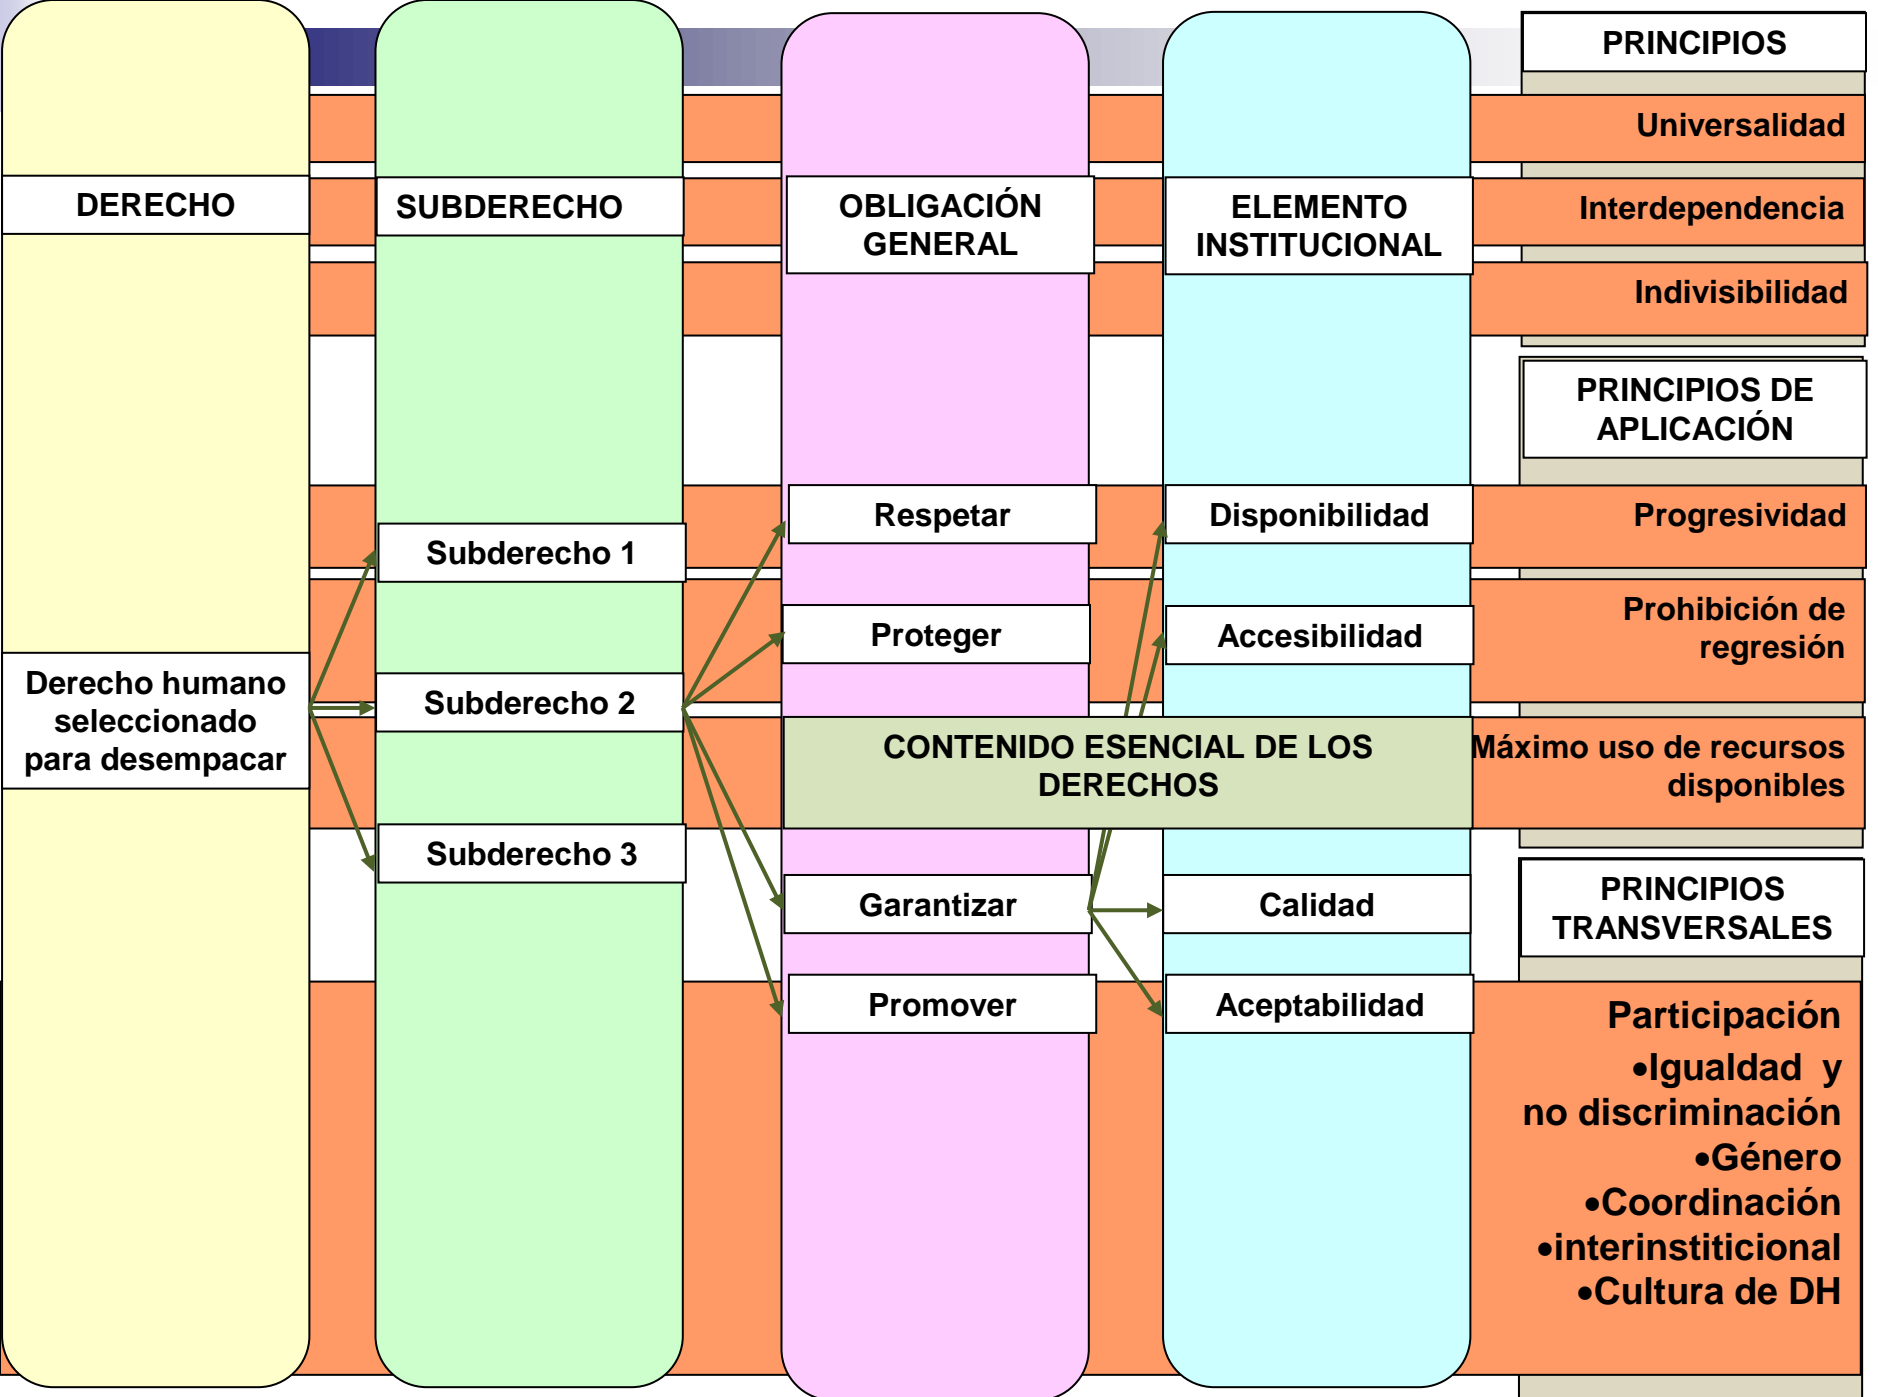 DERECHO
Derecho humano
seleccionado
para desempacar
SUBDERECHO
Subderecho 1
Subderecho 2
Subderecho 3
OBLIGACIÓN
GENERAL
Respetar
Proteger
CONTENIDO ESENCIAL DE LOS
DERECHOS
Garantizar
Promover
ELEMENTO
INSTITUCIONAL
Disponibilidad
Accesibilidad
Calidad
Aceptabilidad
PRINCIPIOS
Universalidad
Interdependencia
Indivisibilidad
PRINCIPIOS DE
APLICACIÓN
Progresividad
Prohibición de
regresión
Máximo uso de recursos
disponibles
PRINCIPIOS
TRANSVERSALES
Participación
•Igualdad y
no discriminación
•Género
•Coordinación
•interinstiticional
•Cultura de DH